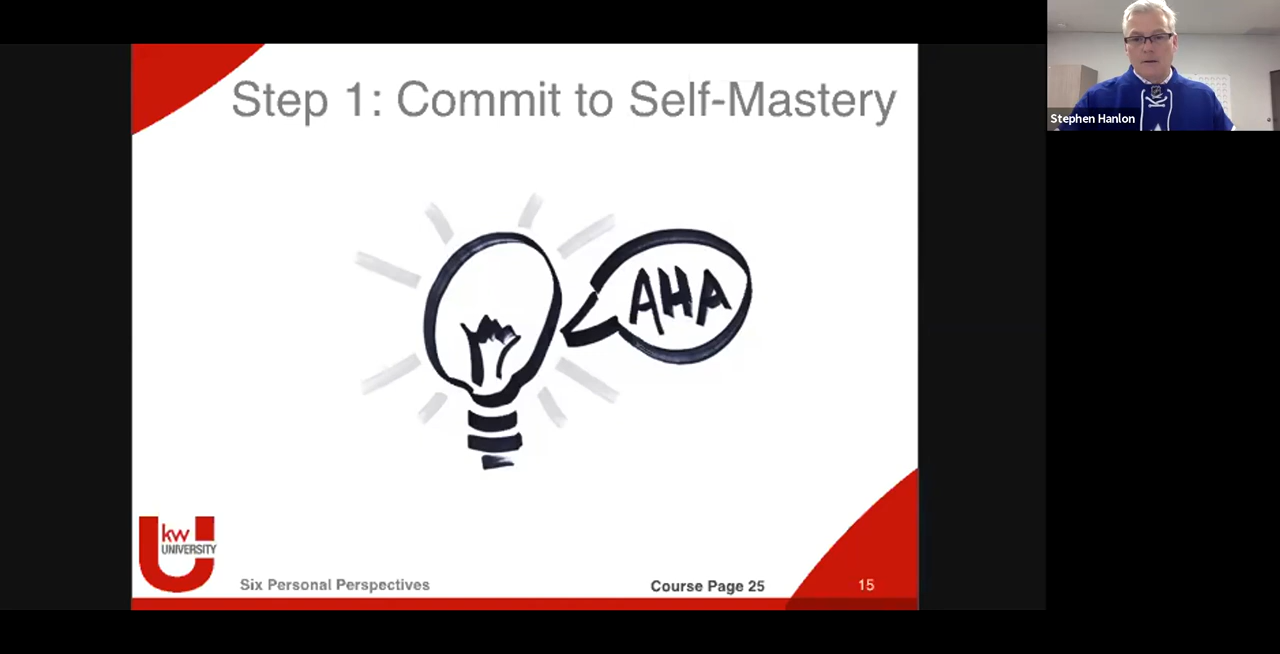 Step 1: Commit to Self-Mastery
AHA
kw
UNIVERSITY
Six Personal Perspectives
Course Page 25
15
Stephen Hanlon